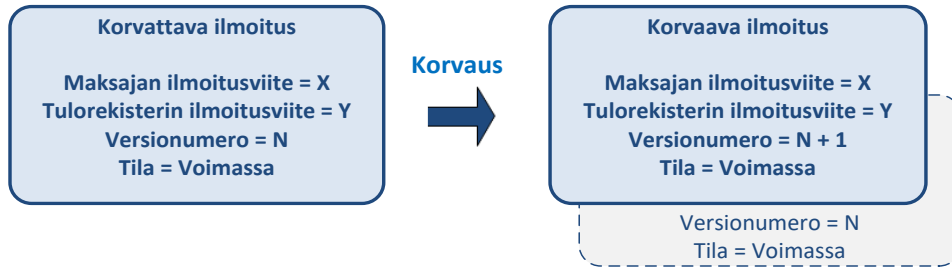 Korvattava ilmoitus
Maksajan ilmoitusviite = X
Tulorekisterin ilmoitusviite = Y
Versionumero = N
Tila = Voimassa
Korvaus
Korvaava ilmoitus
Maksajan ilmoitusviite = X
Tulorekisterin ilmoitusviite = Y
Versionumero = N + 1
Tila = Voimassa
Versionumero = N
Tila = Voimassa